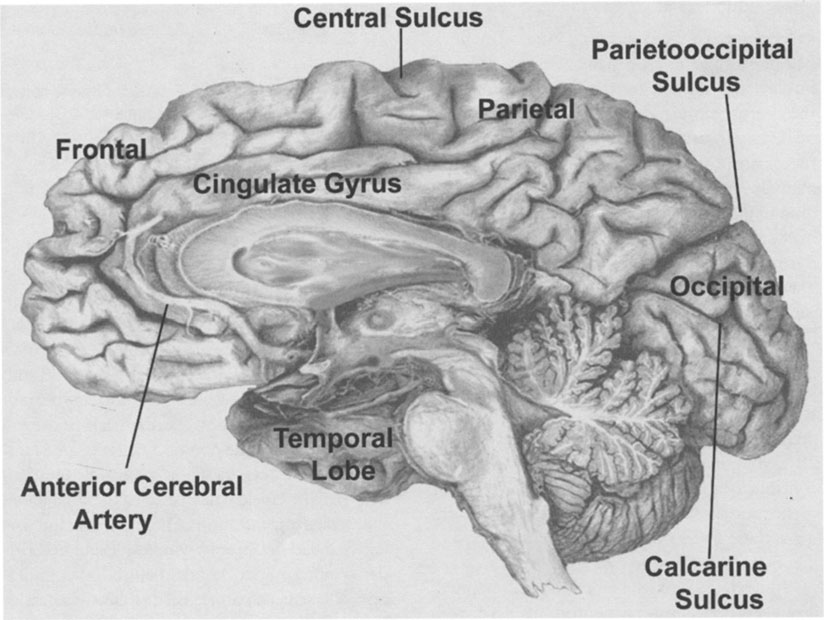 Central Sulcus
Parietooccipital
Sulcus
Parietal
Frontal
Cingulate Gyrus
Occipital
Temporal
Lobe
Anterior Cerebral
Artery
Calcarine
Sulcus